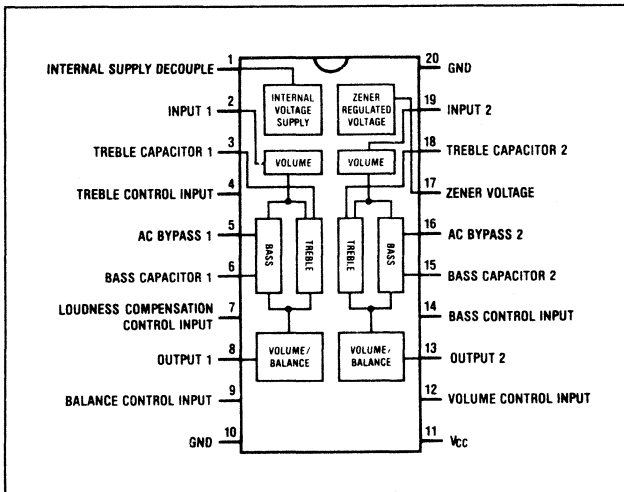 1
INTERNAL SUPPLY DECOUPLE
2
INPUT 1
3
TREBLE CAPACITOR 1
TREBLE CONTROL INPUT
4
5
AC BYPASS 1
6
BASS CAPACITOR 1
LOUDNESS COMPENSATION
CONTROL INPUT
7
8
OUTPUT 1
9
BALANCE CONTROL INPUT
GND
10
INTERNAL
VOLTAGE
SUPPLY
ZENER
REGULATED
VOLTAGE
VOLUME
VOLUME
BASS
TREBLE
TREBLE
BASS
VOLUME/
BALANCE
VOLUME/
BALANCE
20
GND
19
INPUT 2
18
TREBLE CAPACITOR 2
17
ZENER VOLTAGE
16
AC BYPASS 2
15
BASS CAPACITOR 2
14
BASS CONTROL INPUT
13
OUTPUT 2
12
VOLUME CONTROL INPUT
11
VCC